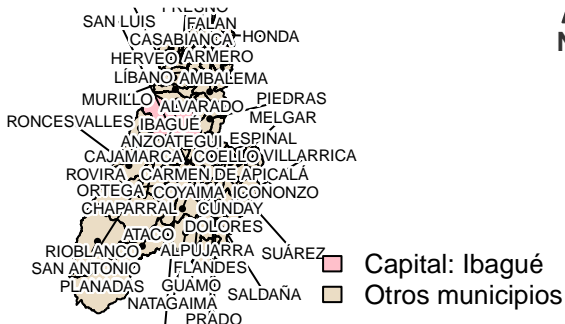 FRESNO
SAN LUIS FALAN
CASABIANCA HONDA
HERVEO ARMERO
LÍBANO AMBALEMA
MURILLO ALVARADO PIEDRAS
RONCESVALLES IBAGUÉ MELGAR
ANZOÁTEGUI ESPINAL
CAJAMARCA COELLO VILLARRICA
ROVIRA CARMEN DE APICALÁ
ORTEGA COYAIMA ICONONZO
CHAPARRAL CUNDAY
ATACO DOLORES
RIOBLANCO ALPUJARRA SUÁREZ
SAN ANTONIO FLANDES
PLANADAS GUAMO SALDAÑA
NATAGAIMA
PRADO
Capital: Ibagué
Otros municipios